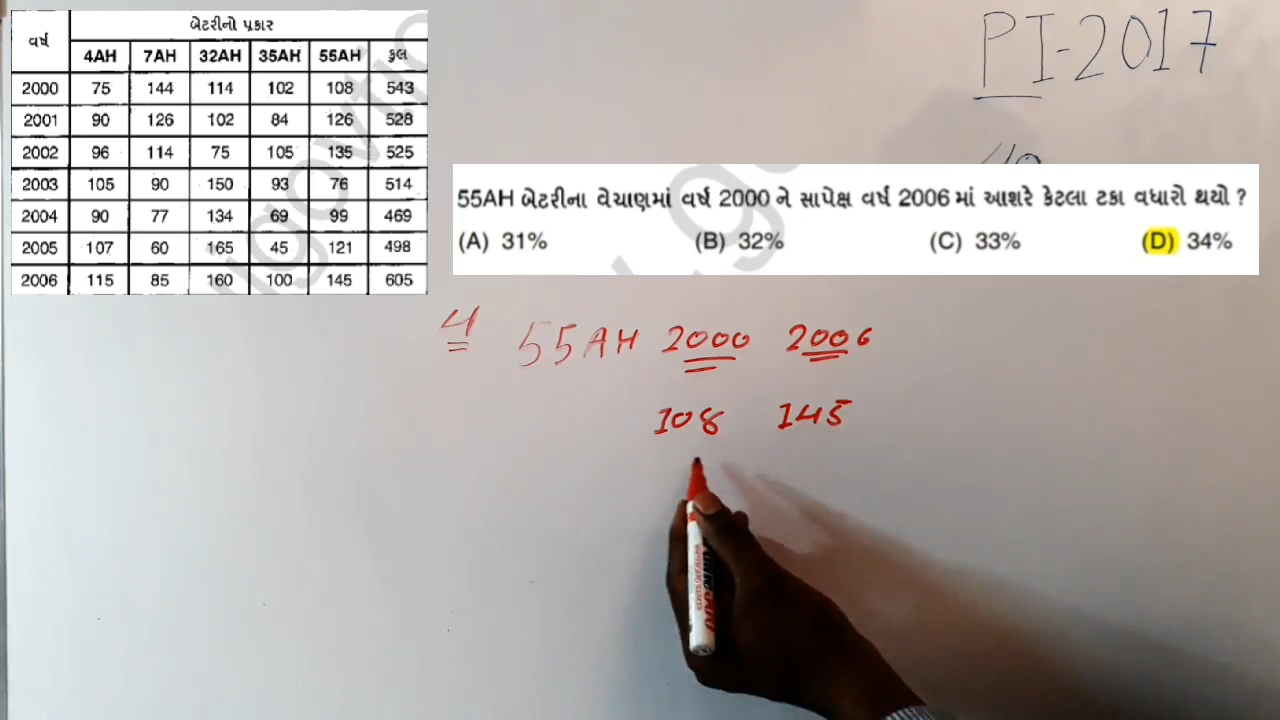 વર્ષ બેટરીનો પ્રકાર
4AH 7AH 32AH 35AH 55AH કુલ
2000 75 144 114 102 108 543
2001 90 126 102 84 126 528
2002 96 114 75 105 135 525
2003 105 90 150 93 76 514
2004 90 77 134 69 99 469
2005 107 60 165 45 121 498
2006 115 85 160 100 145 605
PI-2017
55AH બેટરીના વેચાણમાં વર્ષ 2000 ને સાપેક્ષ વર્ષ 2006 માં આશરે કેટલા ટકા વધારો થયો ?
(A) 31% (B) 32% (C) 33% (D) 34%
4 55AH 2000 2006
108 145